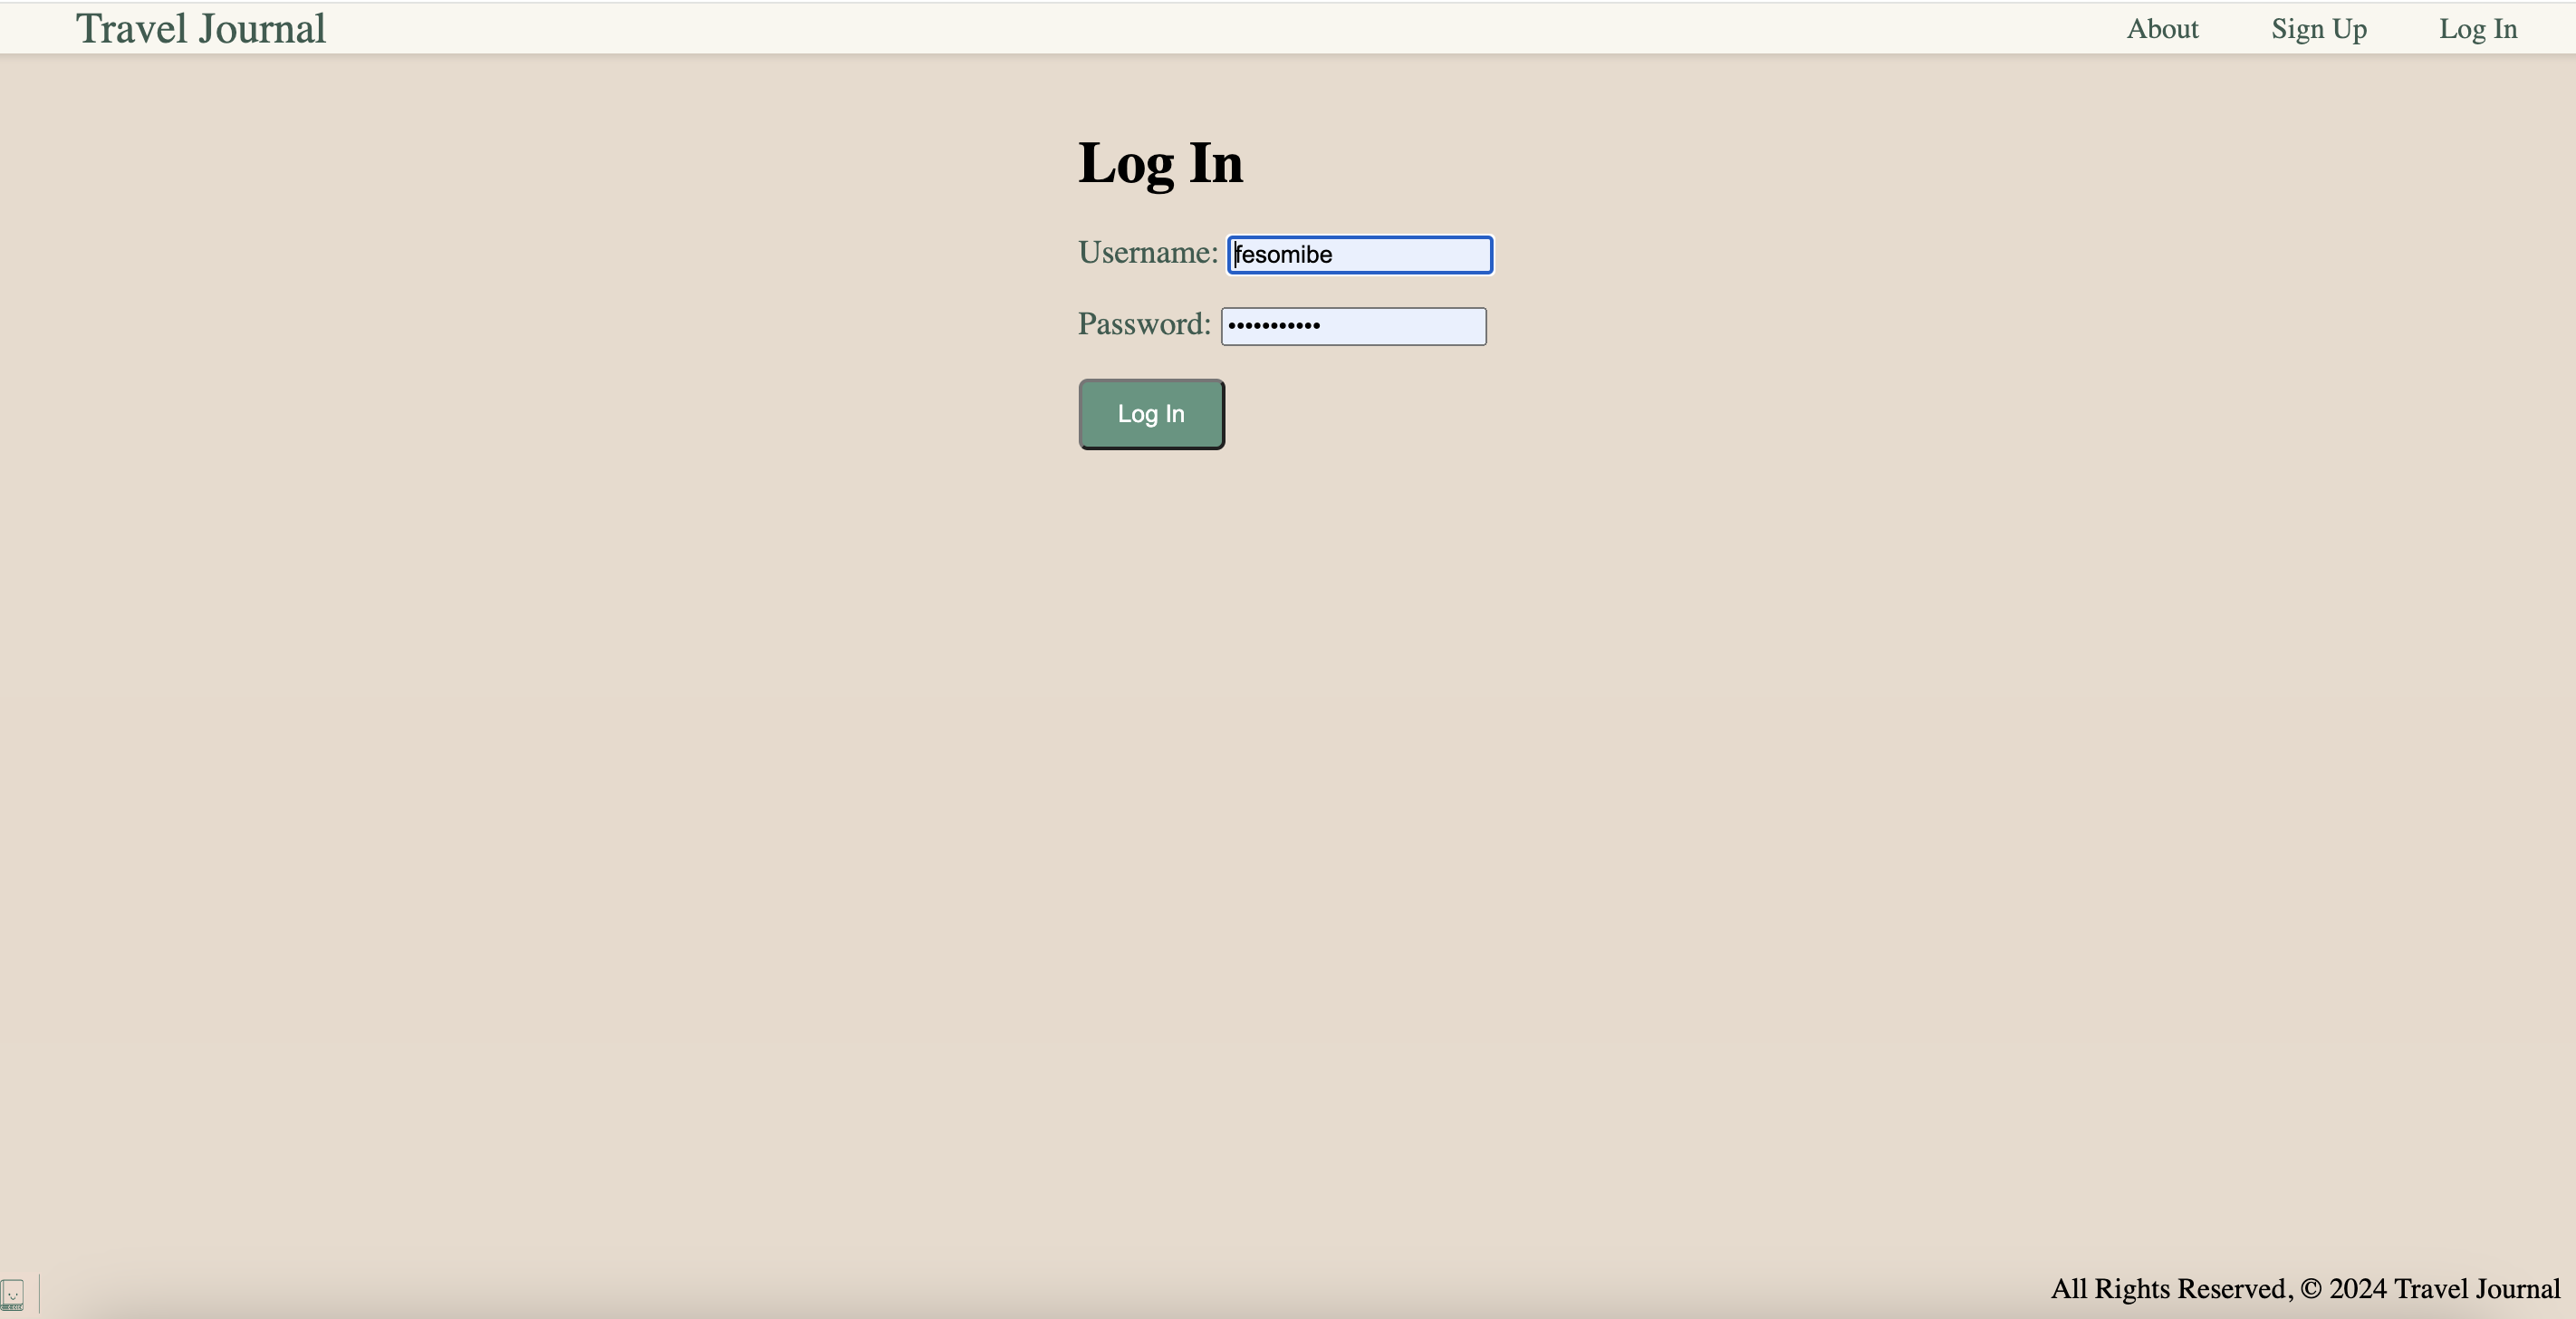 Travel Journal
About
Sign Up
Log In
Log In
Username: fesomibe
Password: •••••••••••
Log In
All Rights Reserved, © 2024 Travel Journal